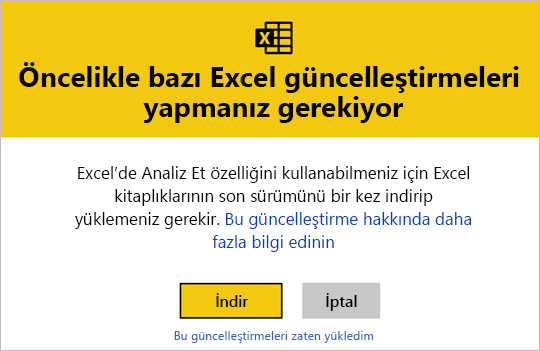 Öncelikle bazı Excel güncelleştirmeleri
yapmanız gerekiyor
Excel’de Analiz Et özelliğini kullanabilmeniz için Excel
kitaplıklarının son sürümünü bir kez indirip
yüklemeniz gerekir. Bu güncelleştirme hakkında daha
fazla bilgi edinin
İndir
İptal
Bu güncelleştirmeleri zaten yükledim